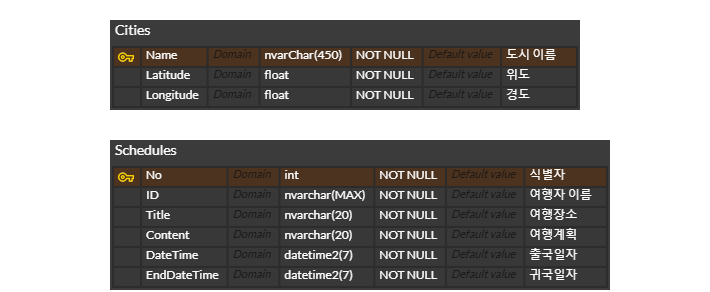 Cities
Name Domain nvarChar(450) NOT NULL Default value 도시 이름
Latitude Domain float NOT NULL Default value 위도
Longitude Domain float NOT NULL Default value 경도
Schedules
No Domain int NOT NULL Default value 식별자
ID Domain nvarchar(MAX) NOT NULL Default value 여행자 이름
Title Domain nvarchar(20) NOT NULL Default value 여행장소
Content Domain nvarchar(20) NOT NULL Default value 여행계획
DateTime Domain datetime2(7) NOT NULL Default value 출국일자
EndDateTime Domain datetime2(7) NOT NULL Default value 귀국일자